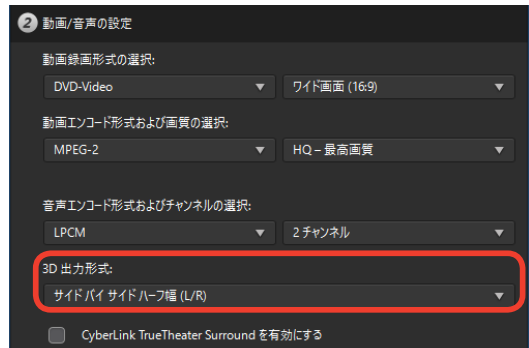 2 動画/音声の設定
動画録画形式の選択:
DVD-Video ワイド画面 (16:9)
動画エンコード形式および画質の選択:
MPEG-2 HQ – 最高画質
音声エンコード形式およびチャンネルの選択:
LPCM 2 チャンネル
3D 出力形式:
サイド バイ サイド ハーフ幅 (L/R)
CyberLink TrueTheater Surround を有効にする